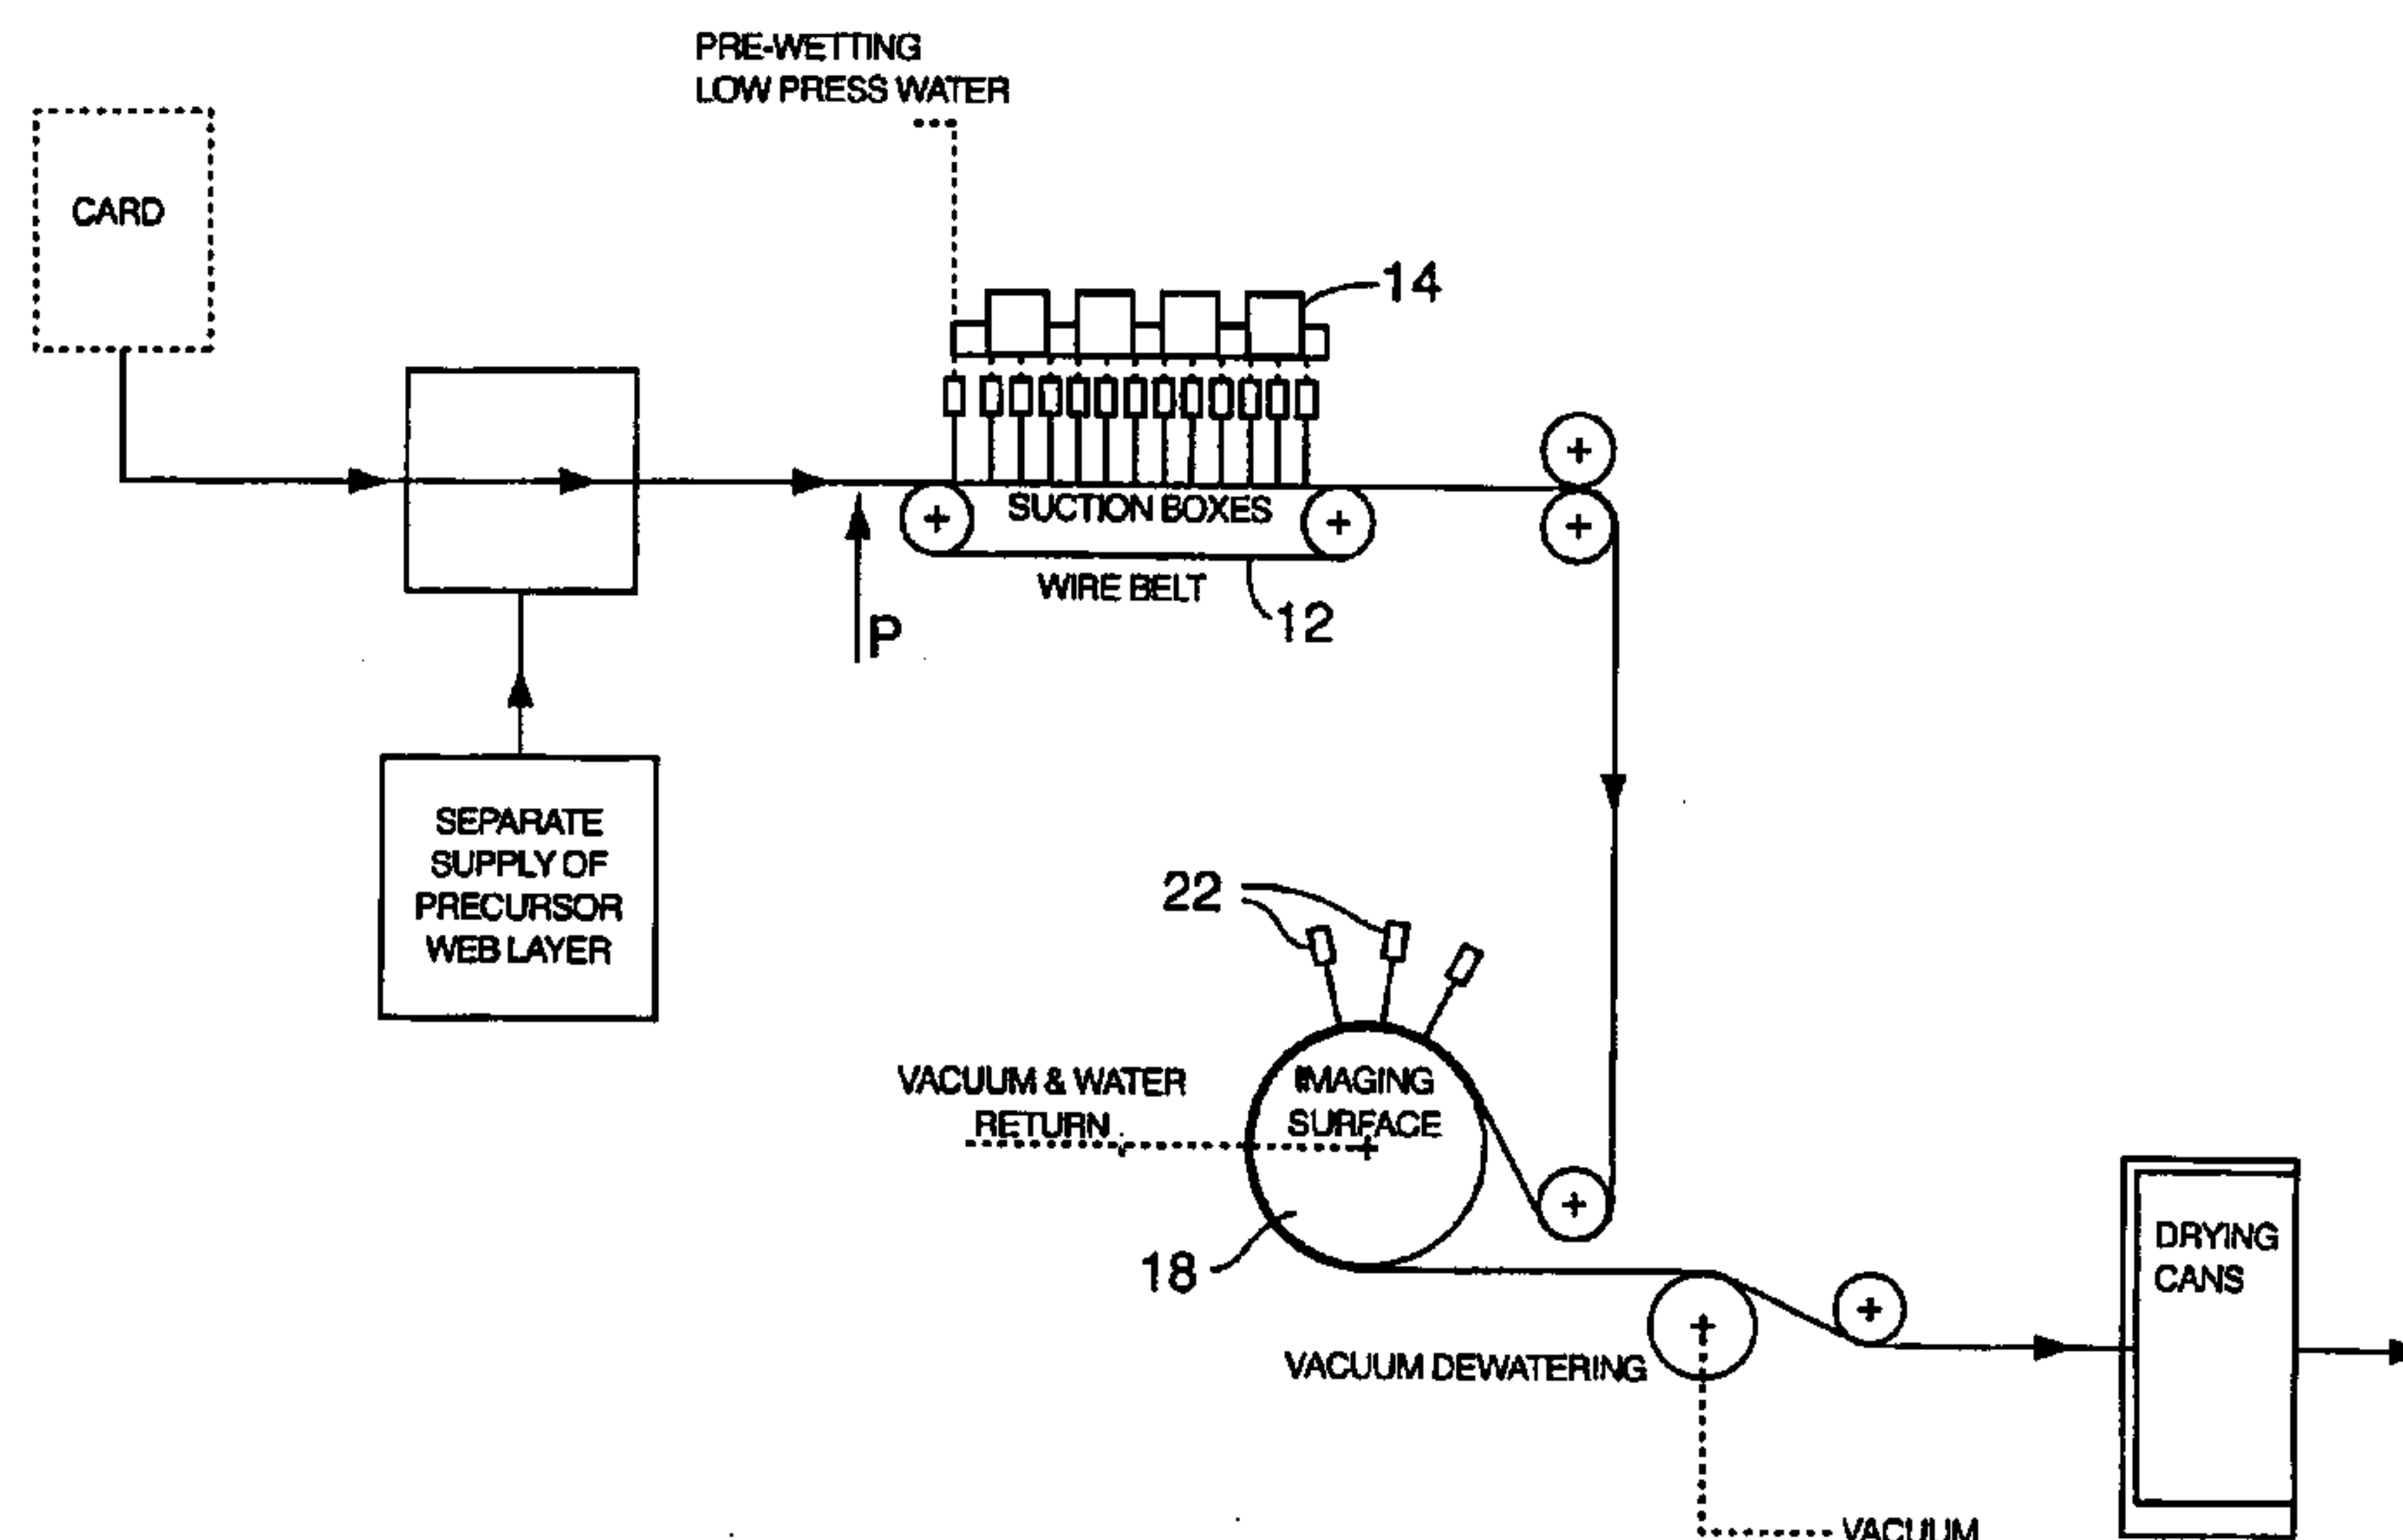 PRE-WETTING
LOW PRESS WATER
CARD
14
SUCTION BOXES
WIRE BELT
12
P
SEPARATE
SUPPLY OF
PRECURSOR
WEB LAYER
22
VACUUM & WATER
RETURN
IMAGING
SURFACE
18
VACUUM DEWATERING
DRYING
CANS
VACUUM